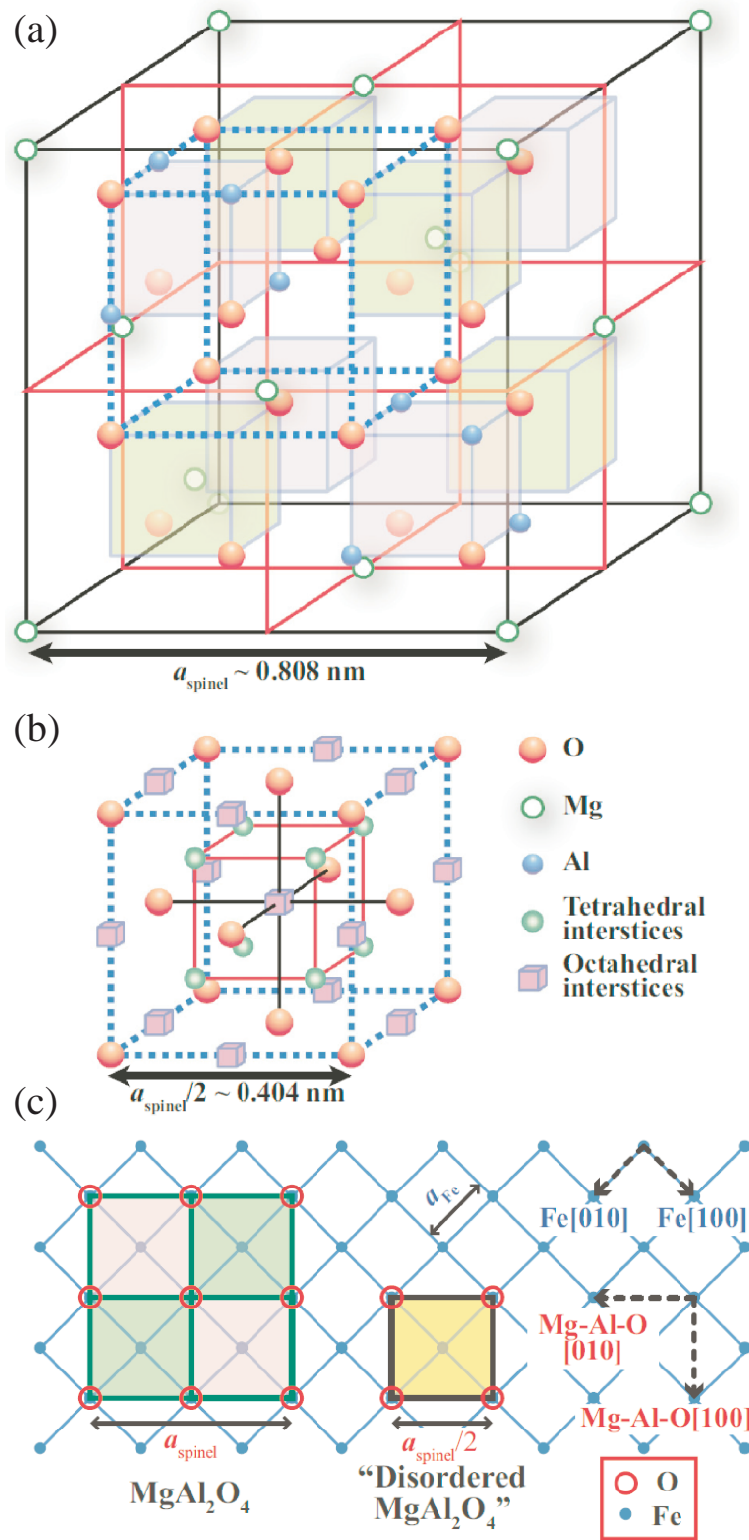 (a)
a_spinel ~ 0.808 nm
(b)
O
Mg
Al
Tetrahedral
interstices
Octahedral
interstices
a_spinel/2 ~ 0.404 nm
(c)
a_Fe
Fe[010]
Fe[100]
Mg-Al-O
[010]
Mg-Al-O[100]
a_spinel
a_spinel/2
MgAl₂O₄
“Disordered
MgAl₂O₄”
O
Fe